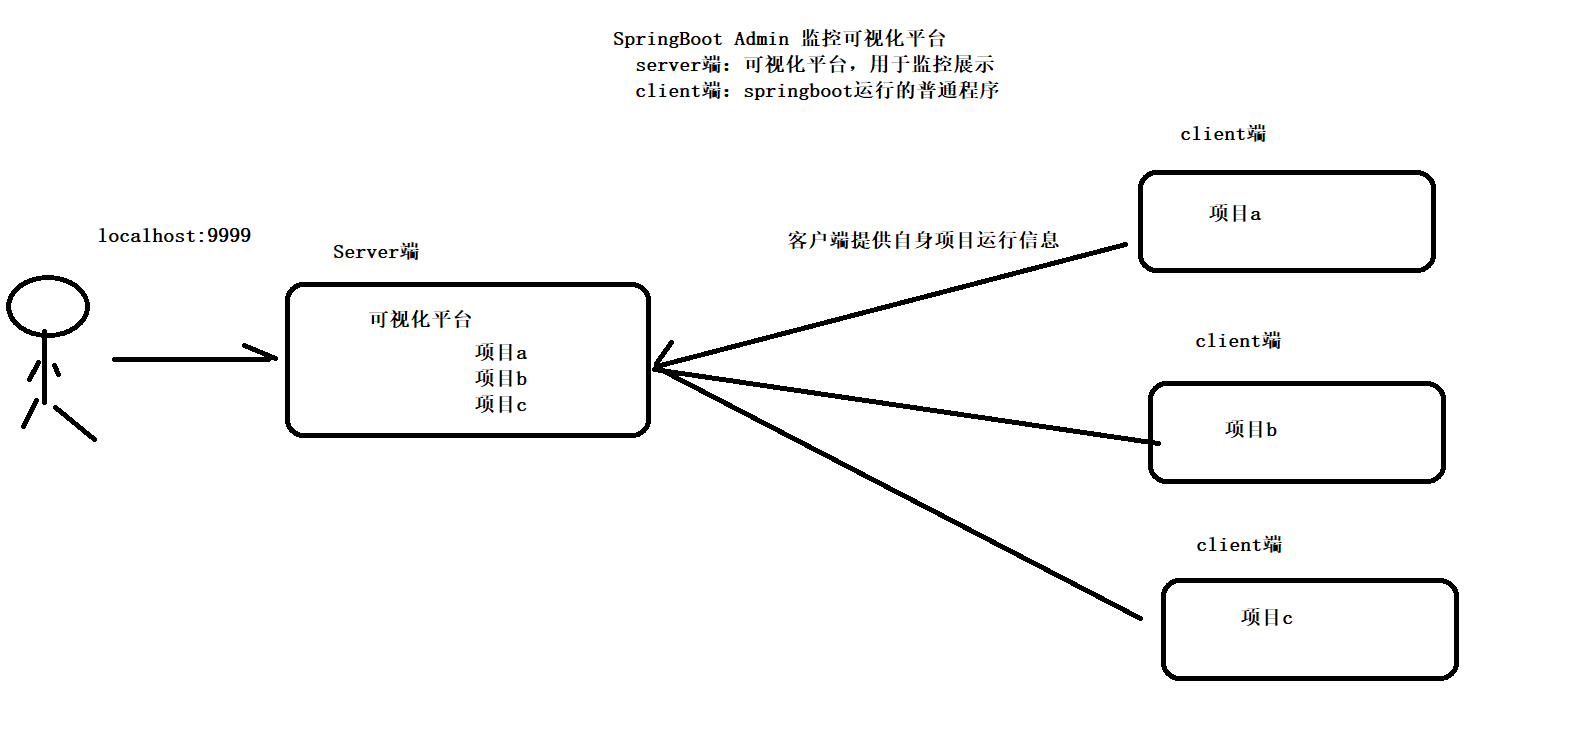 SpringBoot Admin 监控可视化平台
server端：可视化平台，用于监控展示
client端：springboot运行的普通程序
client端
项目a
localhost:9999
客户端提供自身项目运行信息
Server端
可视化平台
项目a
项目b
项目c
client端
项目b
client端
项目c